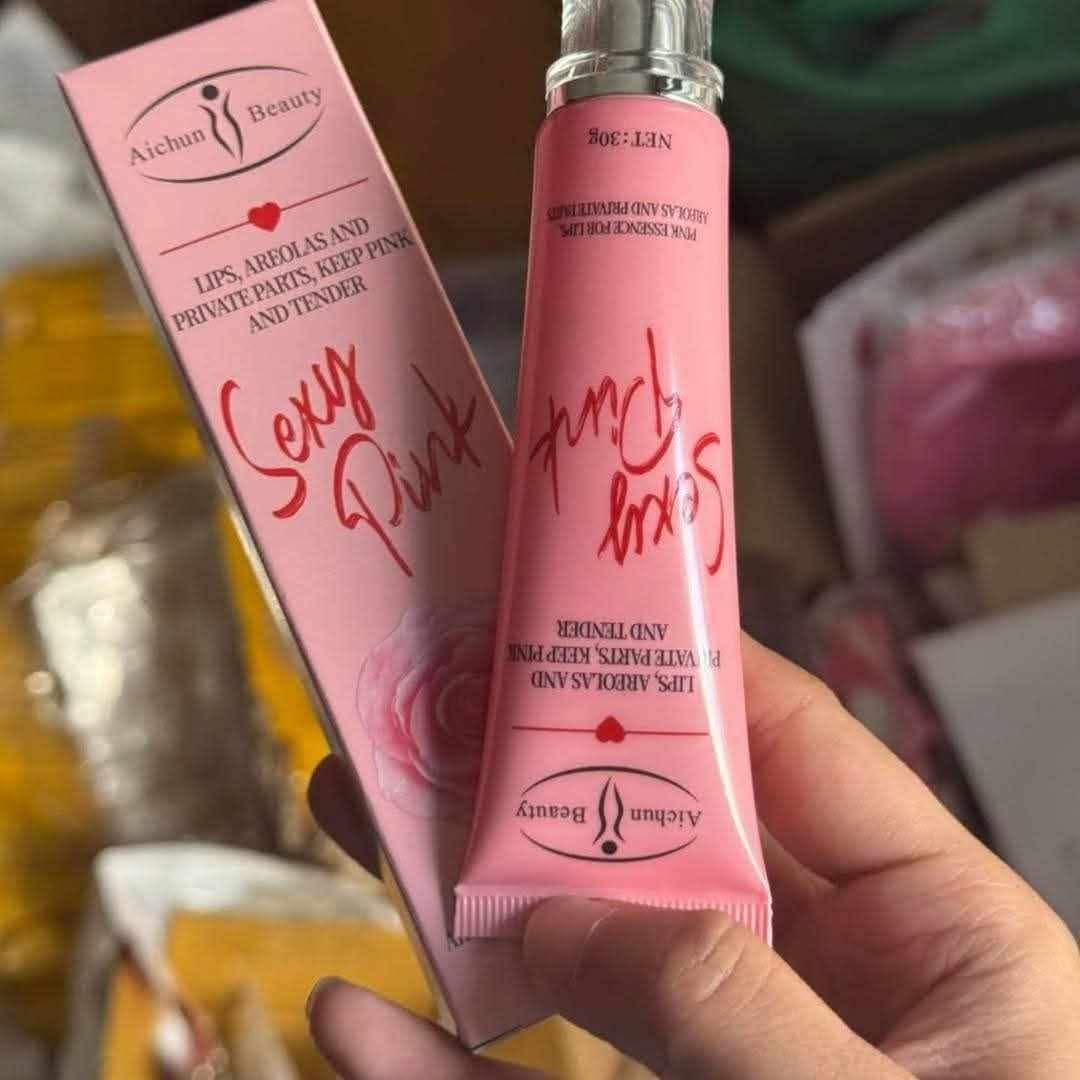 Aichun Beauty
LIPS, AREOLAS AND
PRIVATE PARTS, KEEP PINK
AND TENDER
Sexy
Pink
NET:30g
PINK ESSENCE FOR LIPS,
AREOLAS AND PRIVATE PARTS
Sexy
Pink
LIPS, AREOLAS AND
PRIVATE PARTS, KEEP PINK
AND TENDER
Aichun Beauty